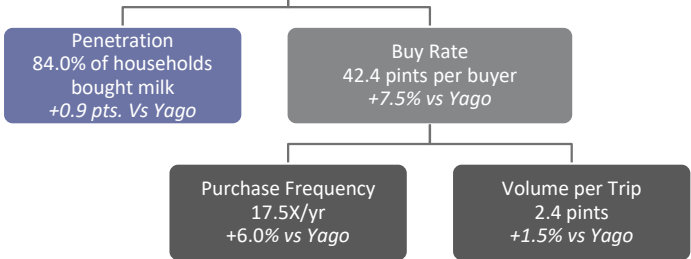 Penetration
84.0% of households
bought milk
+0.9 pts. Vs Yago
Buy Rate
42.4 pints per buyer
+7.5% vs Yago
Purchase Frequency
17.5X/yr
+6.0% vs Yago
Volume per Trip
2.4 pints
+1.5% vs Yago